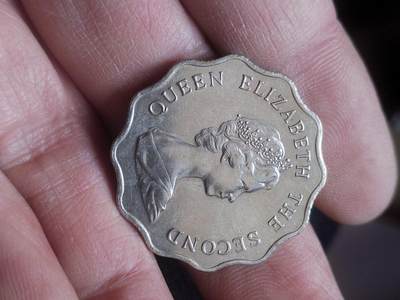 QUEEN ELIZABETH THE SECOND